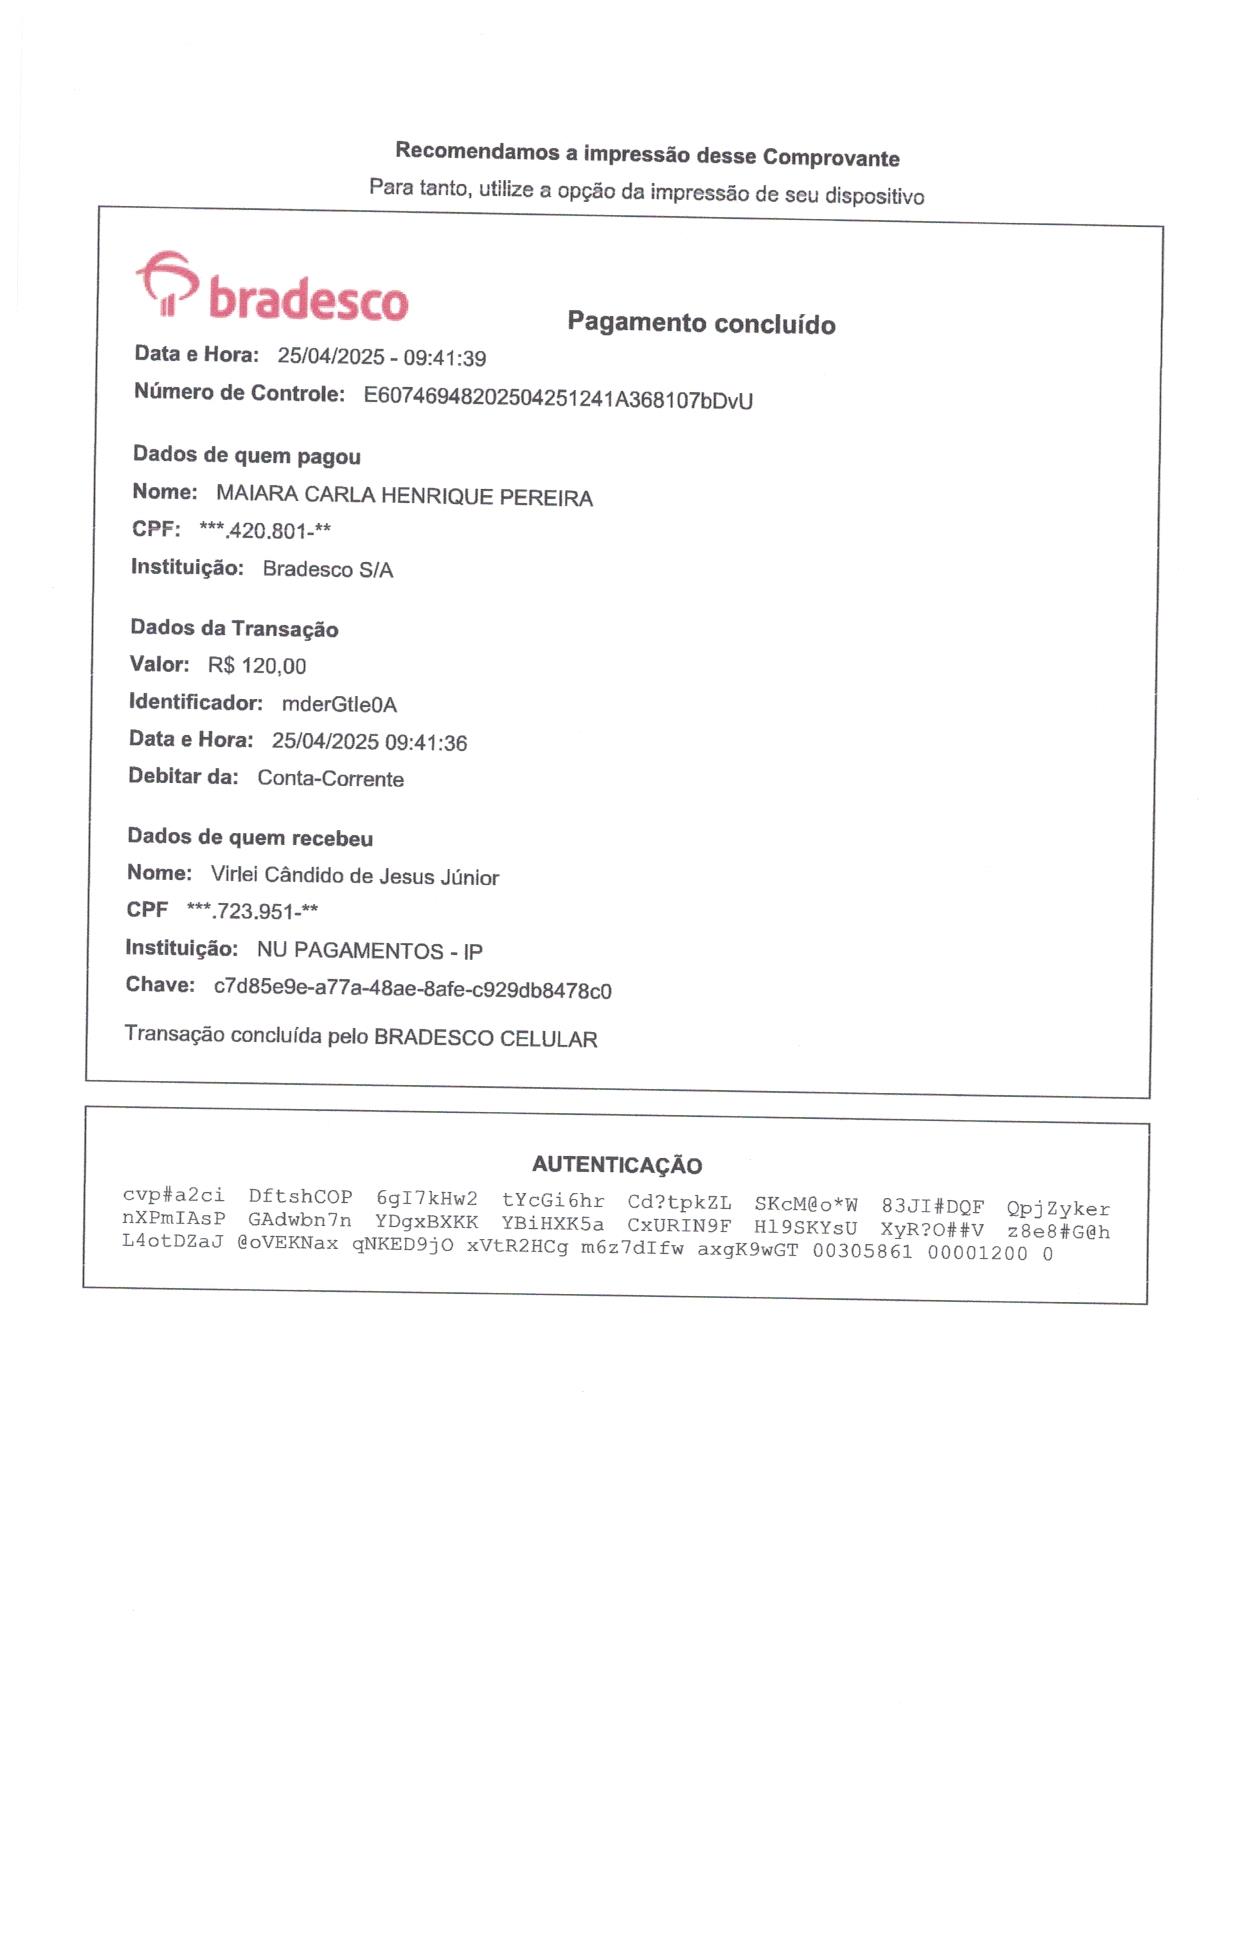 Recomendamos a impressão desse Comprovante
Para tanto, utilize a opção da impressão de seu dispositivo
bradesco
Pagamento concluído
Data e Hora: 25/04/2025 - 09:41:39
Número de Controle: E60746948202504251241A368107bDvU
Dados de quem pagou
Nome: MAIARA CARLA HENRIQUE PEREIRA
CPF: ***.420.801-**
Instituição: Bradesco S/A
Dados da Transação
Valor: R$ 120,00
Identificador: mderGtle0A
Data e Hora: 25/04/2025 09:41:36
Debitar da: Conta-Corrente
Dados de quem recebeu
Nome: Virlei Cândido de Jesus Júnior
CPF ***.723.951-**
Instituição: NU PAGAMENTOS - IP
Chave: c7d85e9e-a77a-48ae-8afe-c929db8478c0
Transação concluída pelo BRADESCO CELULAR
AUTENTICAÇÃO
cvp#a2ci DftshCOP 6gI7kHw2 tYcGi6hr Cd?tpkZL SKcM@o*W 83JI#DQF QpjZyker
nXPmIAsP GAdwbn7n YDgxBXKK YBiHXK5a CxURIN9F Hl9SKYsU XyR?O##V z8e8#G@h
L4otDZaJ @oVEKNax qNKED9jO xVtR2HCg m6z7dIfw axgK9wGT 00305861 00001200 0